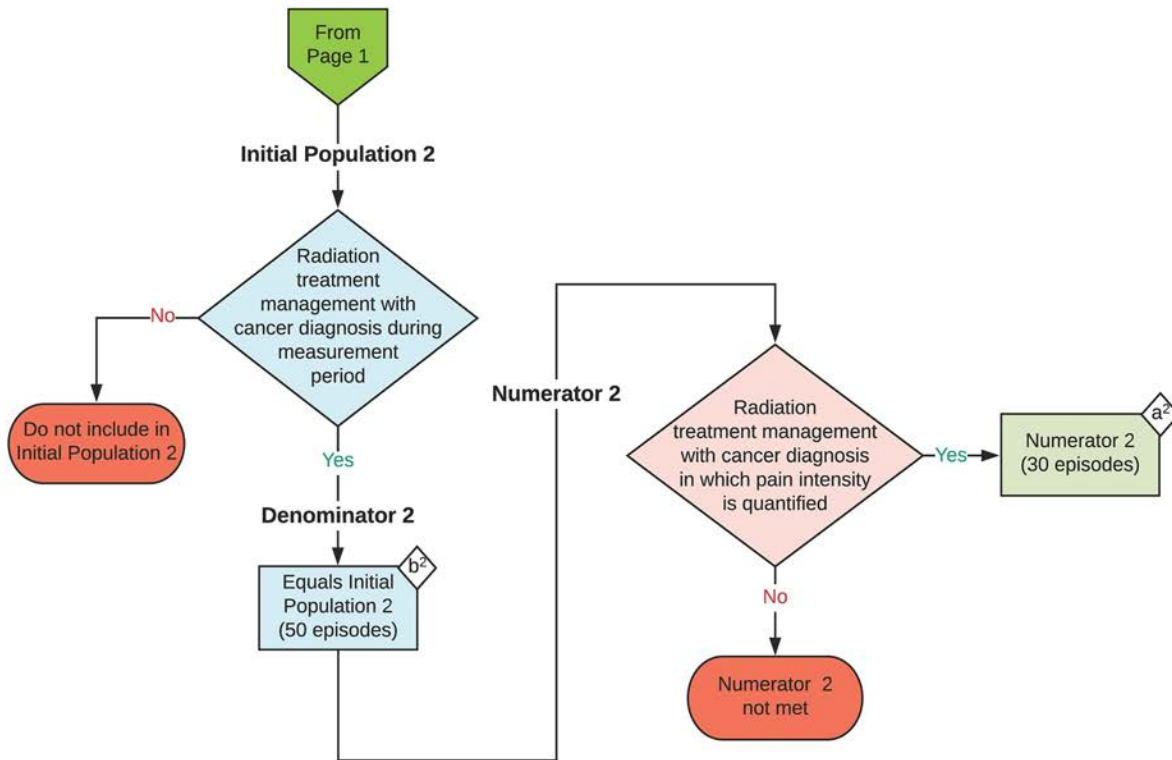 From
Page 1
Initial Population 2
Radiation
treatment
management with
cancer diagnosis during
measurement
period
No
Do not include in
Initial Population 2
Yes
Denominator 2
b²
Equals Initial
Population 2
(50 episodes)
Numerator 2
Radiation
treatment management
with cancer diagnosis
in which pain intensity
is quantified
Yes
a²
Numerator 2
(30 episodes)
No
Numerator 2
not met